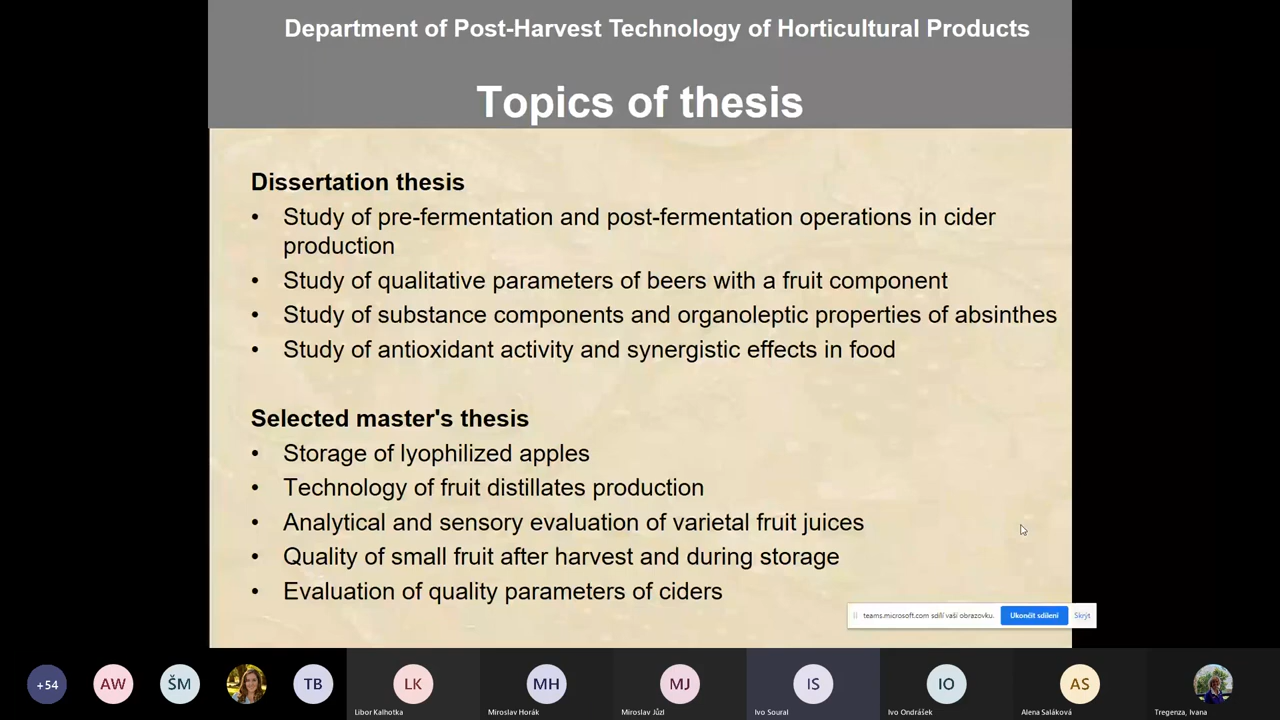 Department of Post-Harvest Technology of Horticultural Products
Topics of thesis
Dissertation thesis
• Study of pre-fermentation and post-fermentation operations in cider
production
• Study of qualitative parameters of beers with a fruit component
• Study of substance components and organoleptic properties of absinthes
• Study of antioxidant activity and synergistic effects in food
Selected master's thesis
• Storage of lyophilized apples
• Technology of fruit distillates production
• Analytical and sensory evaluation of varietal fruit juices
• Quality of small fruit after harvest and during storage
• Evaluation of quality parameters of ciders
teams.microsoft.com sdílí vaši obrazovku. Ukončit sdílení Skrýt
+54 AW ŠM TB LK MH MJ IS IO AS
Libor Kalhotka Miroslav Horák Miroslav Jůzl Ivo Soural Ivo Ondrášek Alena Saláková Tregenza, Ivana